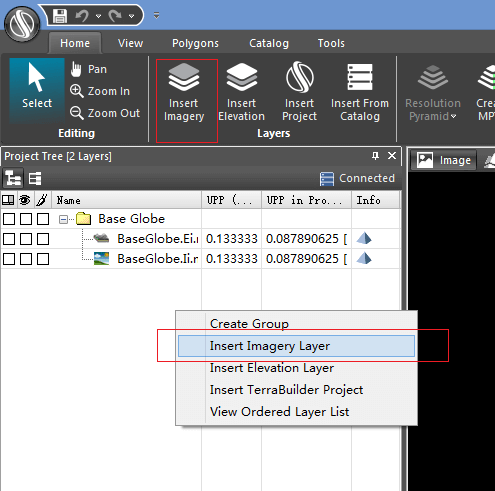 Home View Polygons Catalog Tools
Select
Pan
Zoom In
Zoom Out
Editing
Insert Imagery
Insert Elevation
Insert Project
Insert From Catalog
Layers
Resolution Pyramid
Crea
MPT
Project Tree [2 Layers]
Connected
Image
Name UPP (... UPP in Pro... Info
Base Globe
BaseGlobe.Ei.m 0.133333 0.087890625 [
BaseGlobe.Ii.m 0.133333 0.087890625 [
Create Group
Insert Imagery Layer
Insert Elevation Layer
Insert TerraBuilder Project
View Ordered Layer List